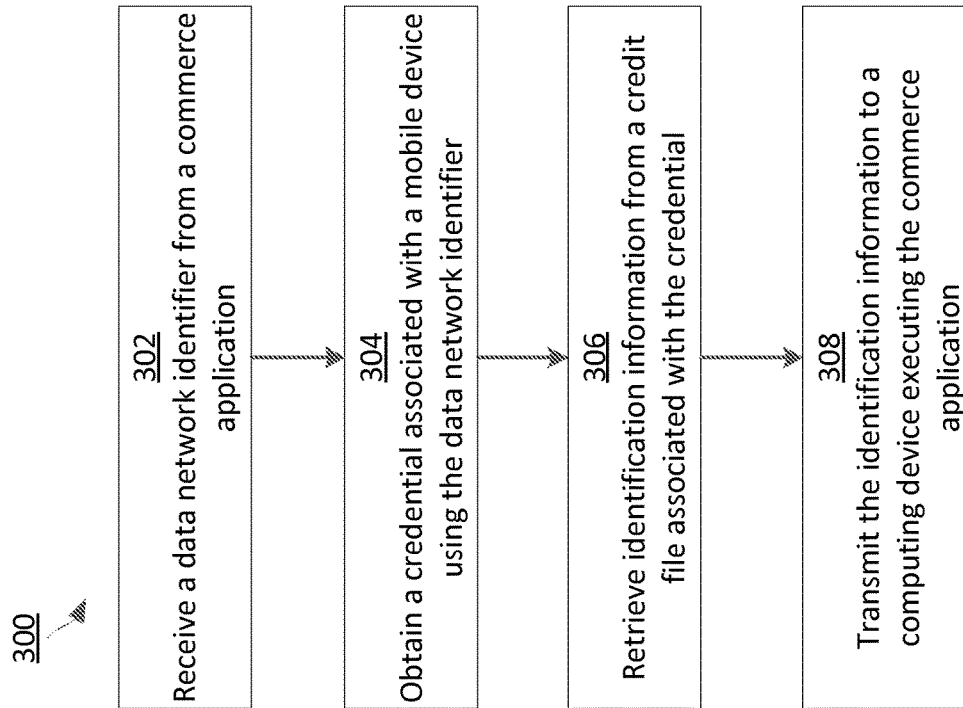 300
302
Receive a data network identifier from a commerce
application
304
Obtain a credential associated with a mobile device
using the data network identifier
306
Retrieve identification information from a credit
file associated with the credential
308
Transmit the identification information to a
computing device executing the commerce
application